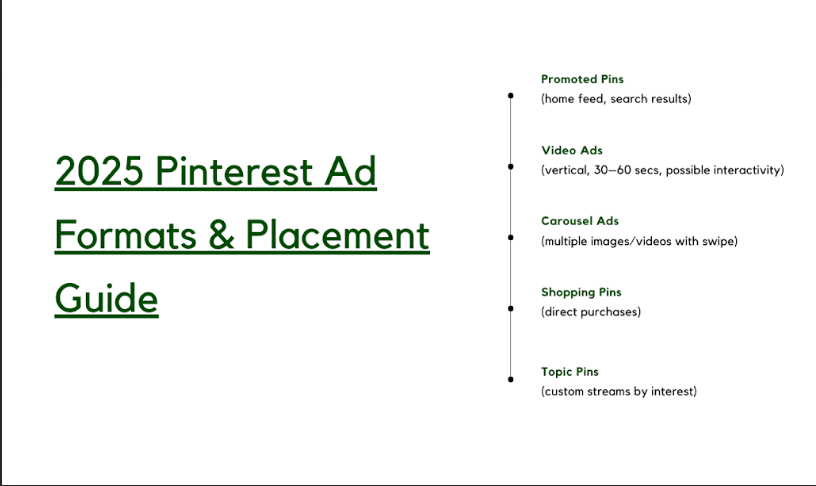 2025 Pinterest Ad
Formats & Placement
Guide
Promoted Pins
(home feed, search results)
Video Ads
(vertical, 30–60 secs, possible interactivity)
Carousel Ads
(multiple images/videos with swipe)
Shopping Pins
(direct purchases)
Topic Pins
(custom streams by interest)